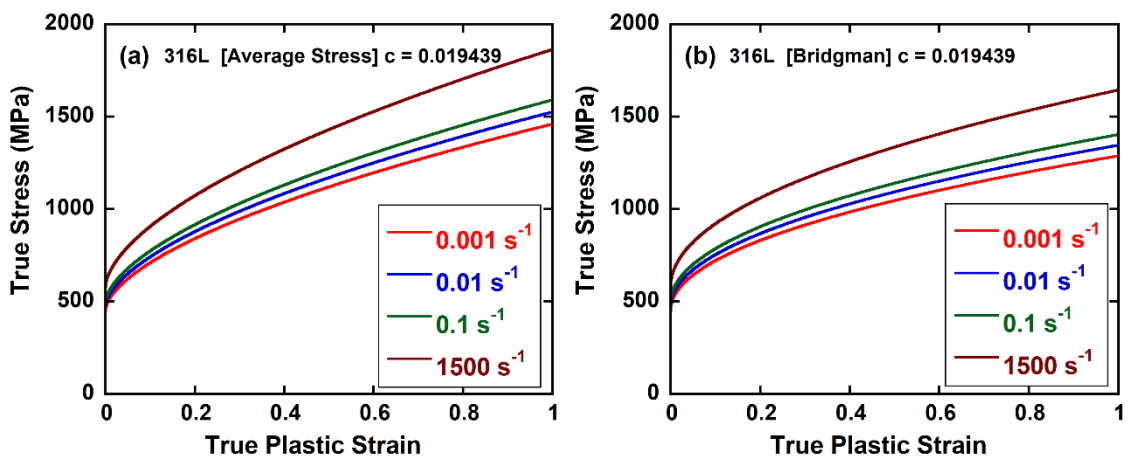 (a) 316L [Average Stress] c = 0.019439
True Stress (MPa)
2000
1500
1000
500
0
0.001 s⁻¹
0.01 s⁻¹
0.1 s⁻¹
1500 s⁻¹
0 0.2 0.4 0.6 0.8 1
True Plastic Strain
(b) 316L [Bridgman] c = 0.019439
True Stress (MPa)
2000
1500
1000
500
0
0.001 s⁻¹
0.01 s⁻¹
0.1 s⁻¹
1500 s⁻¹
0 0.2 0.4 0.6 0.8 1
True Plastic Strain